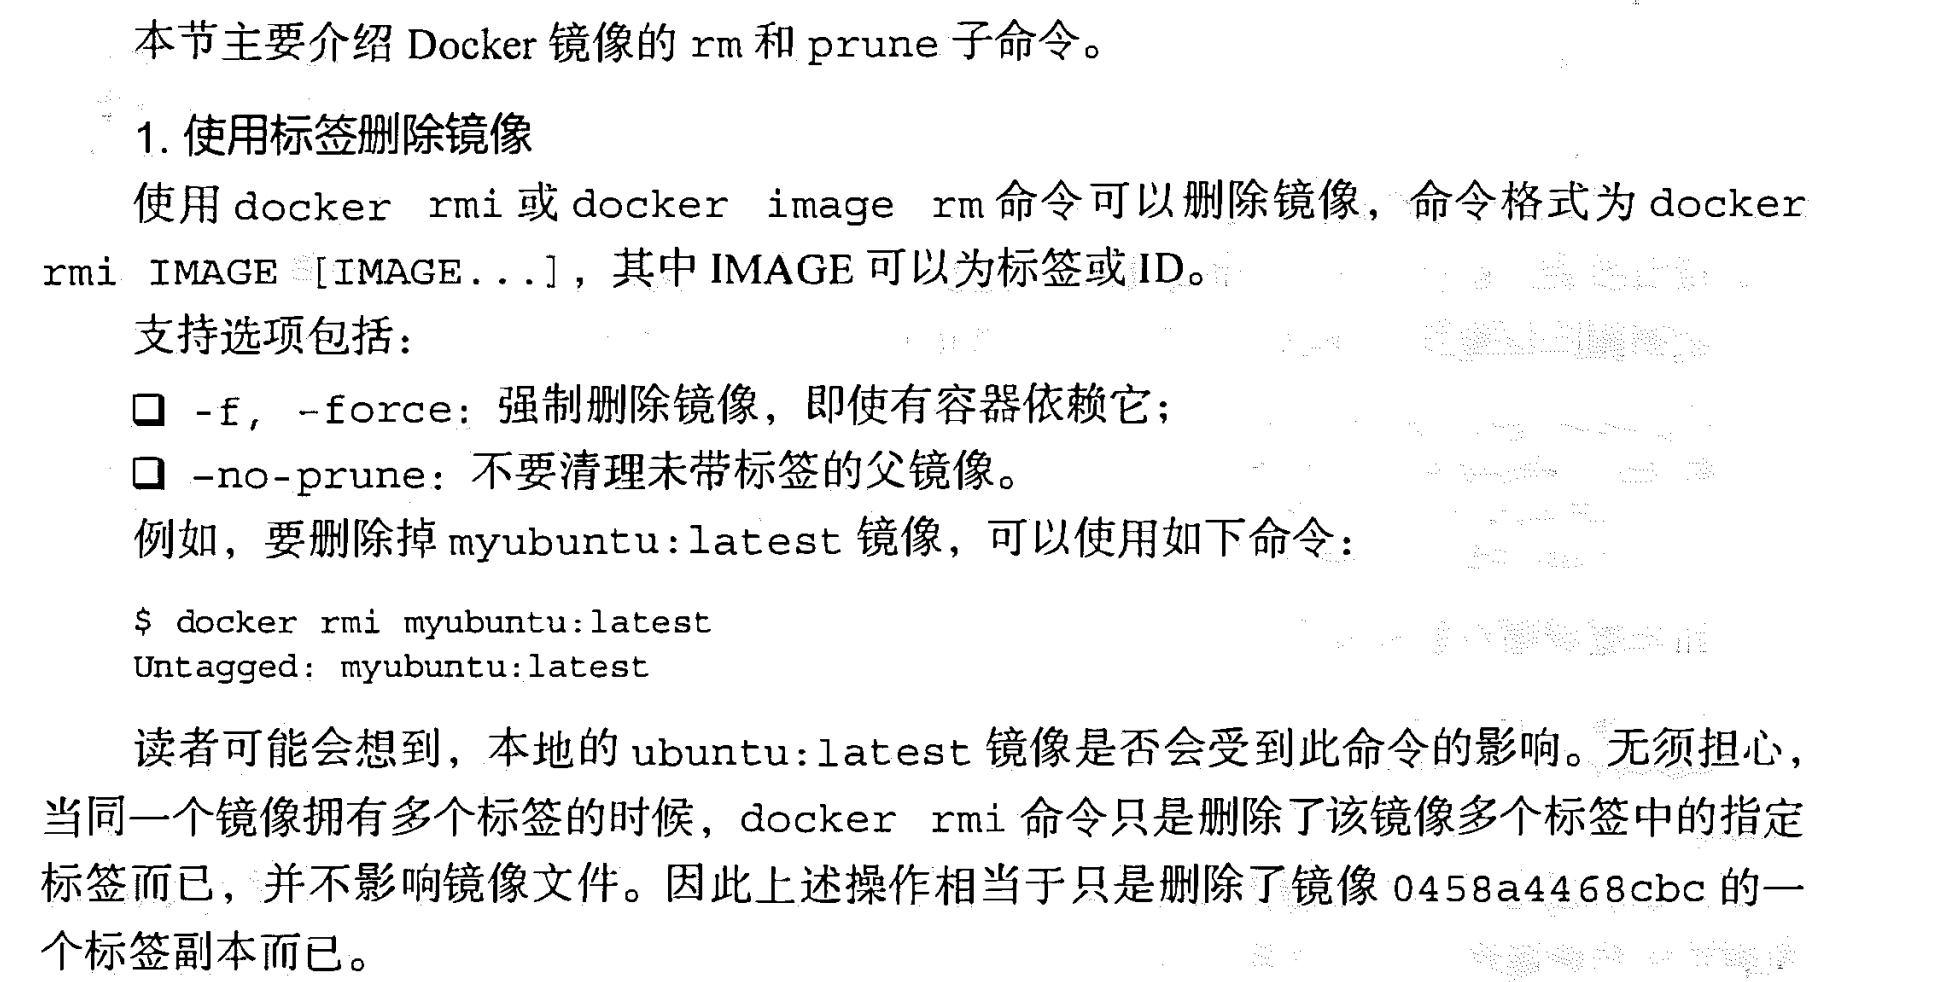 本节主要介绍 Docker 镜像的 rm 和 prune 子命令。
1. 使用标签删除镜像
使用 docker rmi 或 docker image rm 命令可以删除镜像，命令格式为 docker
rmi IMAGE [IMAGE...]，其中 IMAGE 可以为标签或 ID。
支持选项包括：
❑ -f, -force：强制删除镜像，即使有容器依赖它；
❑ -no-prune：不要清理未带标签的父镜像。
例如，要删除掉 myubuntu:latest 镜像，可以使用如下命令：
$ docker rmi myubuntu:latest
Untagged: myubuntu:latest
读者可能会想到，本地的 ubuntu:latest 镜像是否会受到此命令的影响。无须担心，
当同一个镜像拥有多个标签的时候，docker rmi 命令只是删除了该镜像多个标签中的指定
标签而已，并不影响镜像文件。因此上述操作相当于只是删除了镜像 0458a4468cbc 的一
个标签副本而已。